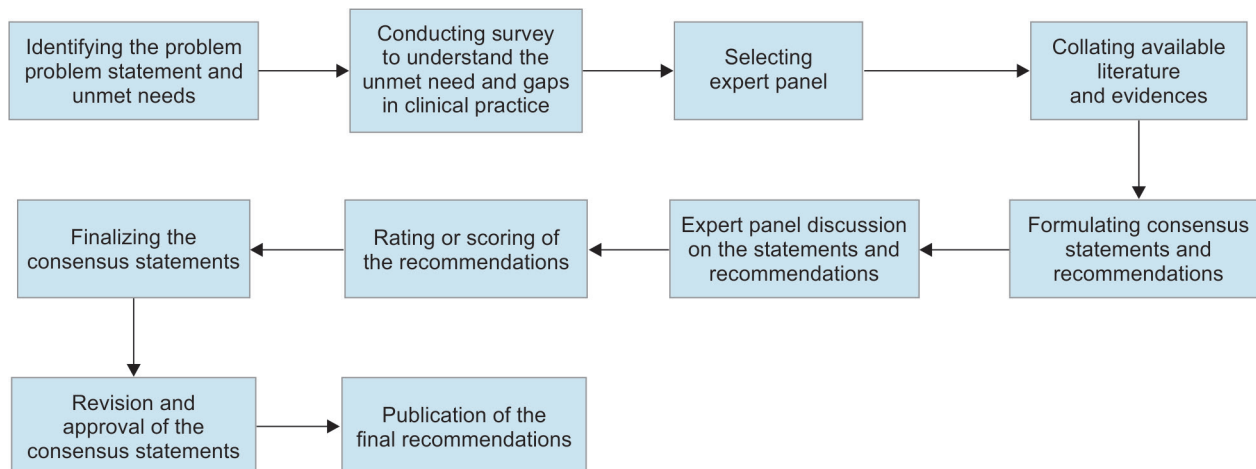 Identifying the problem
problem statement and
unmet needs
Conducting survey
to understand the
unmet need and gaps
in clinical practice
Selecting
expert panel
Collating available
literature
and evidences
Formulating consensus
statements and
recommendations
Expert panel discussion
on the statements and
recommendations
Rating or scoring of
the recommendations
Finalizing the
consensus statements
Revision and
approval of the
consensus statements
Publication of the
final recommendations